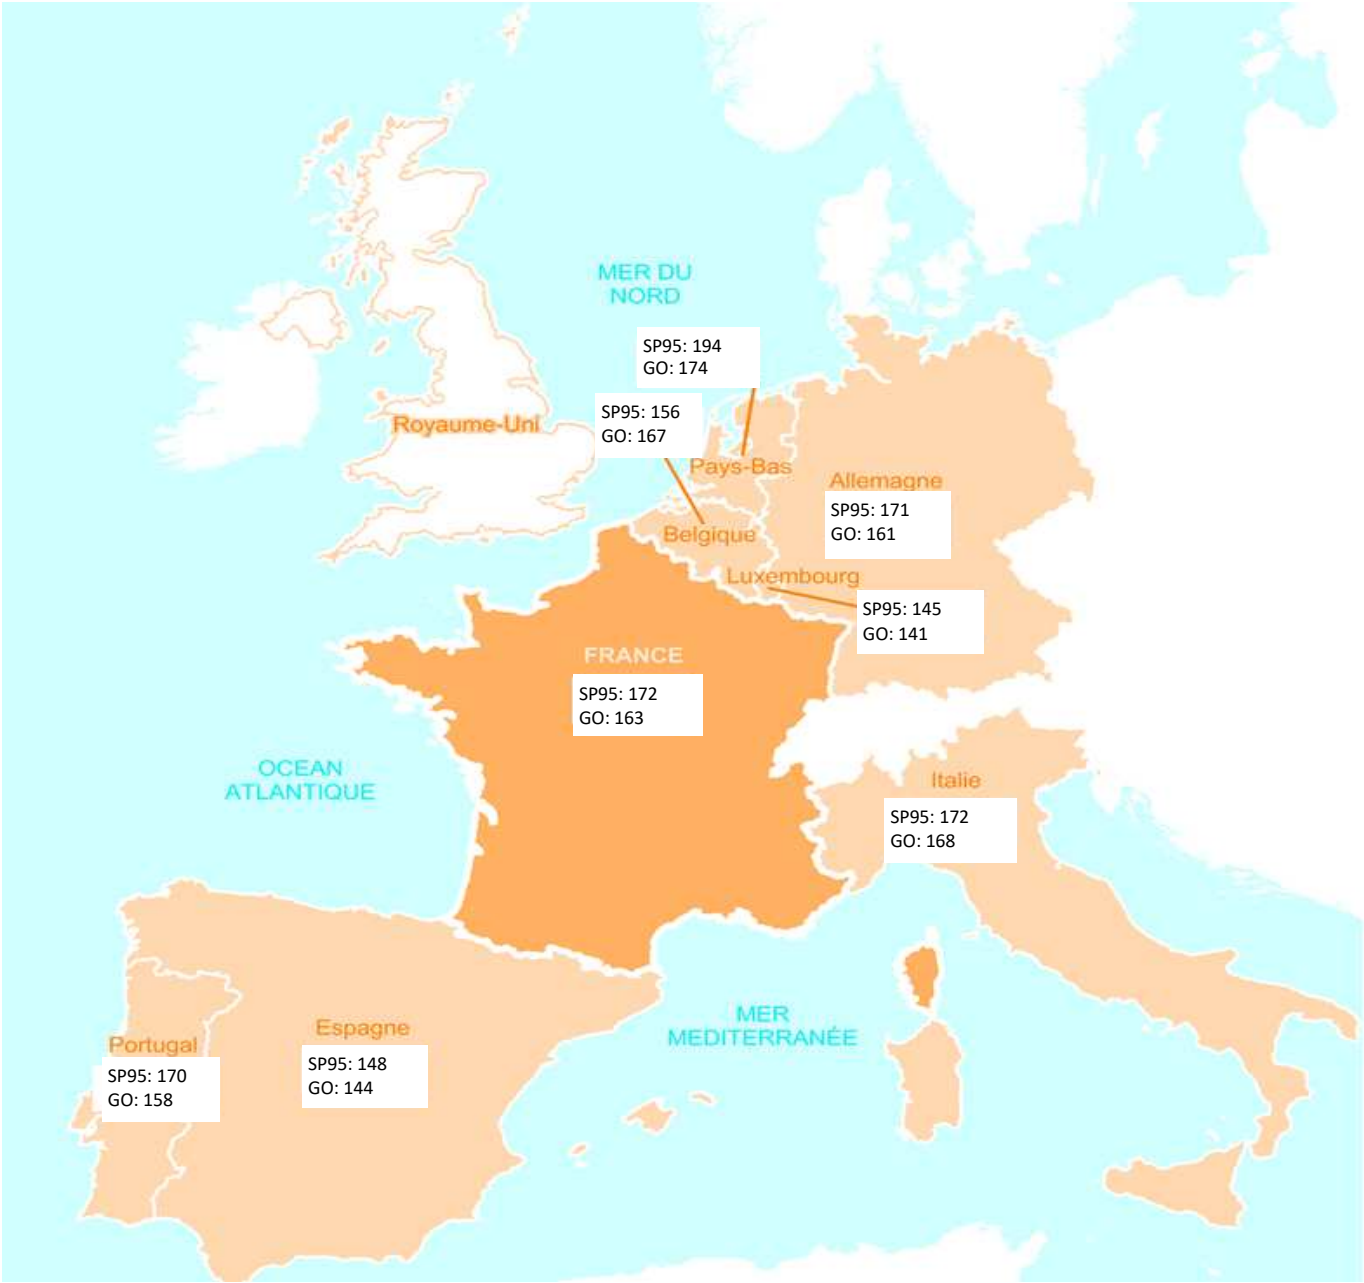 MER DU
NORD
SP95: 194
GO: 174
SP95: 156
GO: 167
Royaume-Uni
Pays-Bas
Allemagne
SP95: 171
GO: 161
Belgique
Luxembourg
SP95: 145
GO: 141
FRANCE
SP95: 172
GO: 163
OCEAN
ATLANTIQUE
Italie
SP95: 172
GO: 168
MER
MEDITERRANÉE
Espagne
SP95: 148
GO: 144
Portugal
SP95: 170
GO: 158